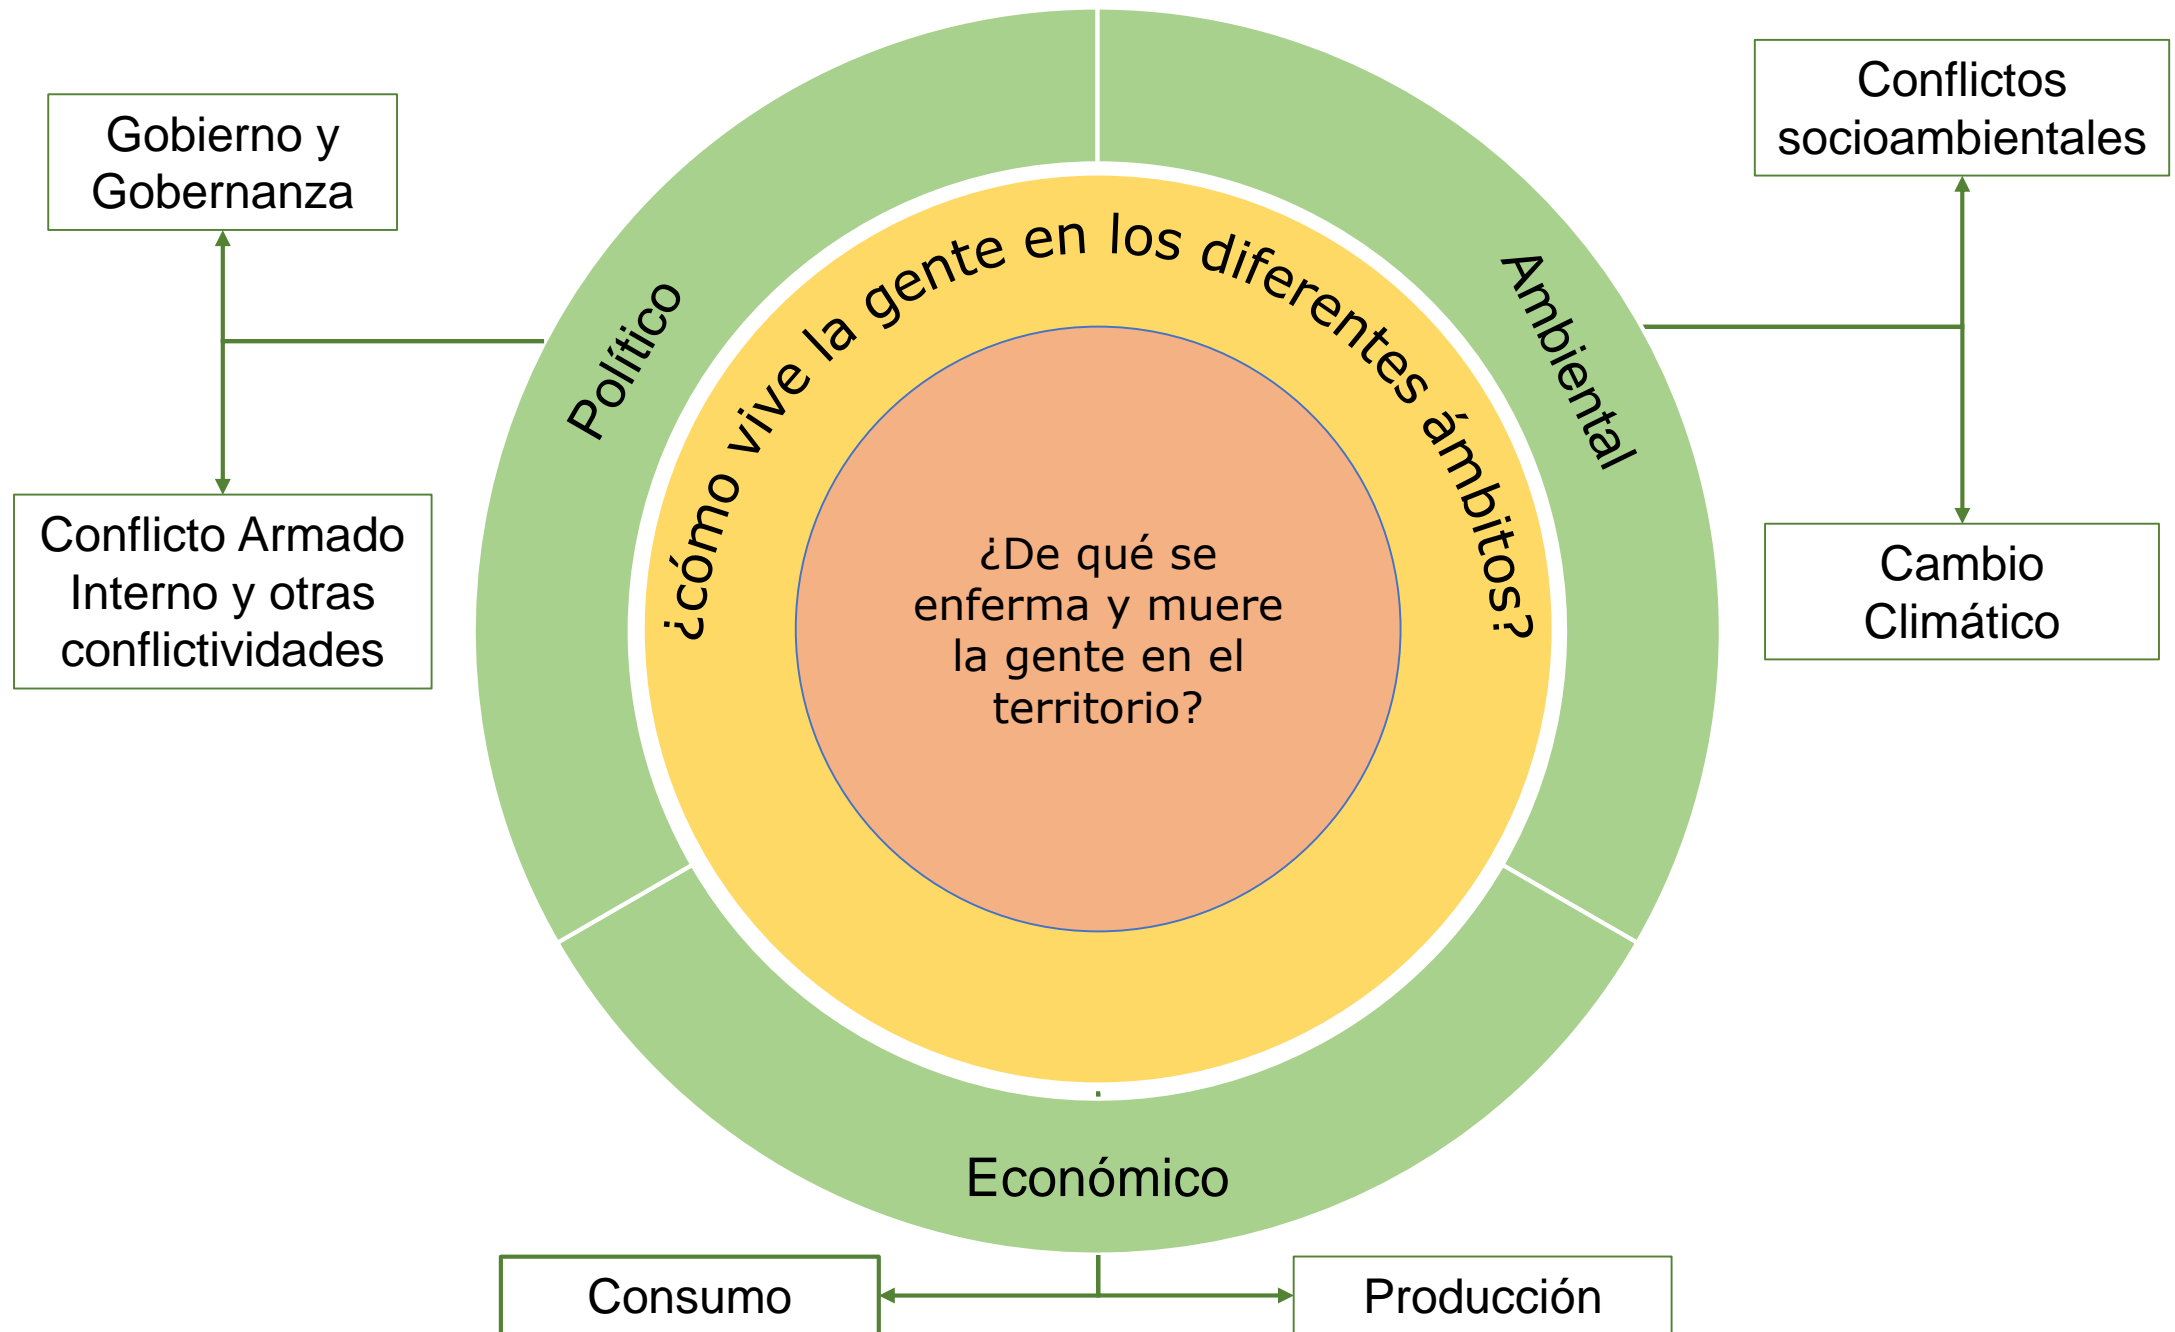 Gobierno y
Gobernanza
Conflicto Armado
Interno y otras
conflictividades
Político
¿cómo vive la gente en los diferentes ámbitos?
¿De qué se
enferma y muere
la gente en el
territorio?
Ambiental
Conflictos
socioambientales
Cambio
Climático
Económico
Consumo
Producción